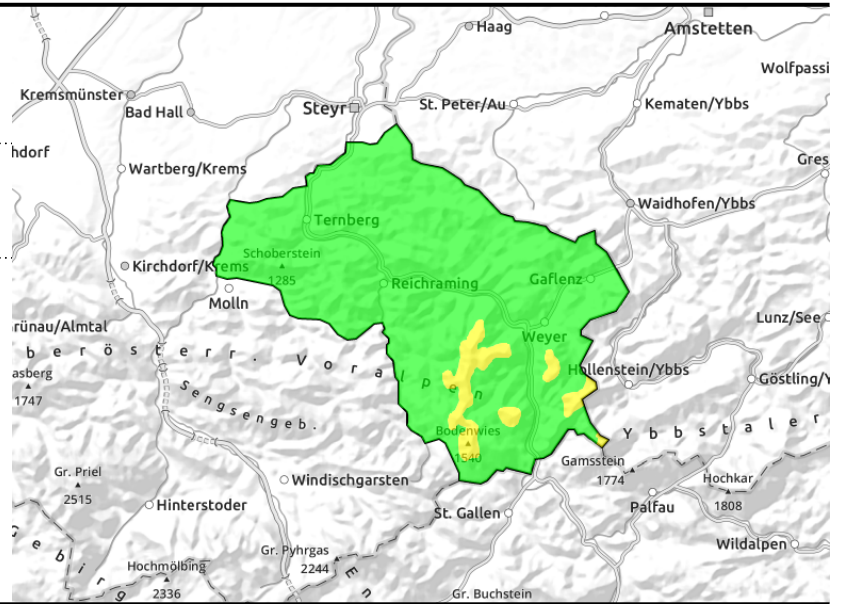 Haag
Amstetten
Wolfpassi
Kremsmünster
Bad Hall
Steyr
St. Peter/Au
Kematen/Ybbs
hdorf
Wartberg/Krems
Gres
Waidhofen/Ybbs
Ternberg
Schoberstein
1285
Kirchdorf/Krems
Gaflenz
Reichraming
Molln
Lunz/See
rünau/Almtal
Weyer
berösterr. Voralpen
Hollenstein/Ybbs
asberg
1747
Göstling/Y
Sengsengeb.
Bodenwies
1540
Ybbstaler
Gamsstein
1774
Gr. Priel
2515
Windischgarsten
Hochkar
1808
Hinterstoder
St. Gallen
Palfau
Gebirg
Wildalpen
Gr. Pyhrgas
2244
Hochmölbing
2336
En
Gr. Buchstein